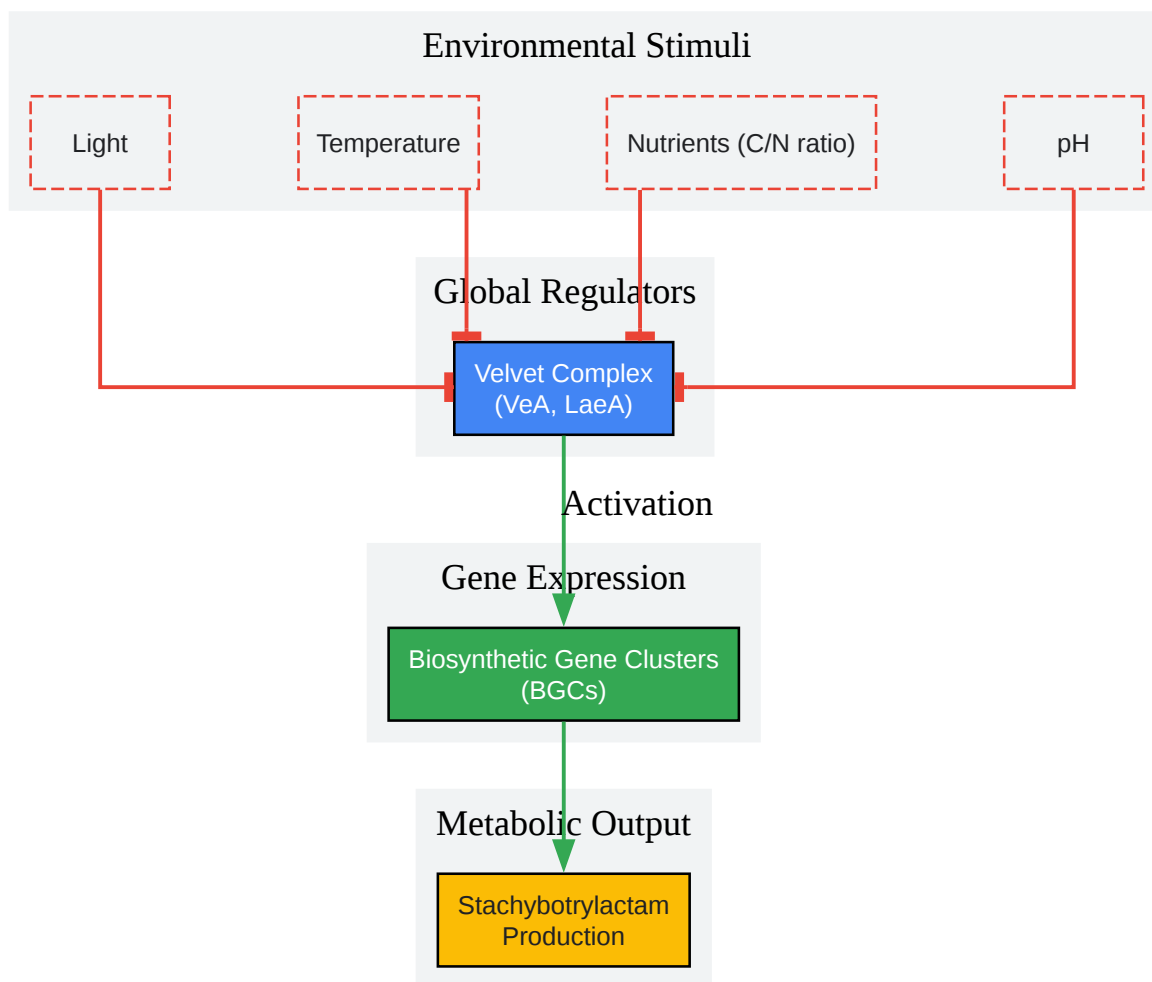 Environmental Stimuli
Light
Temperature
Nutrients (C/N ratio)
pH
Global Regulators
Velvet Complex
(VeA, LaeA)
Activation
Gene Expression
Biosynthetic Gene Clusters
(BGCs)
Metabolic Output
Stachybotrylactam
Production